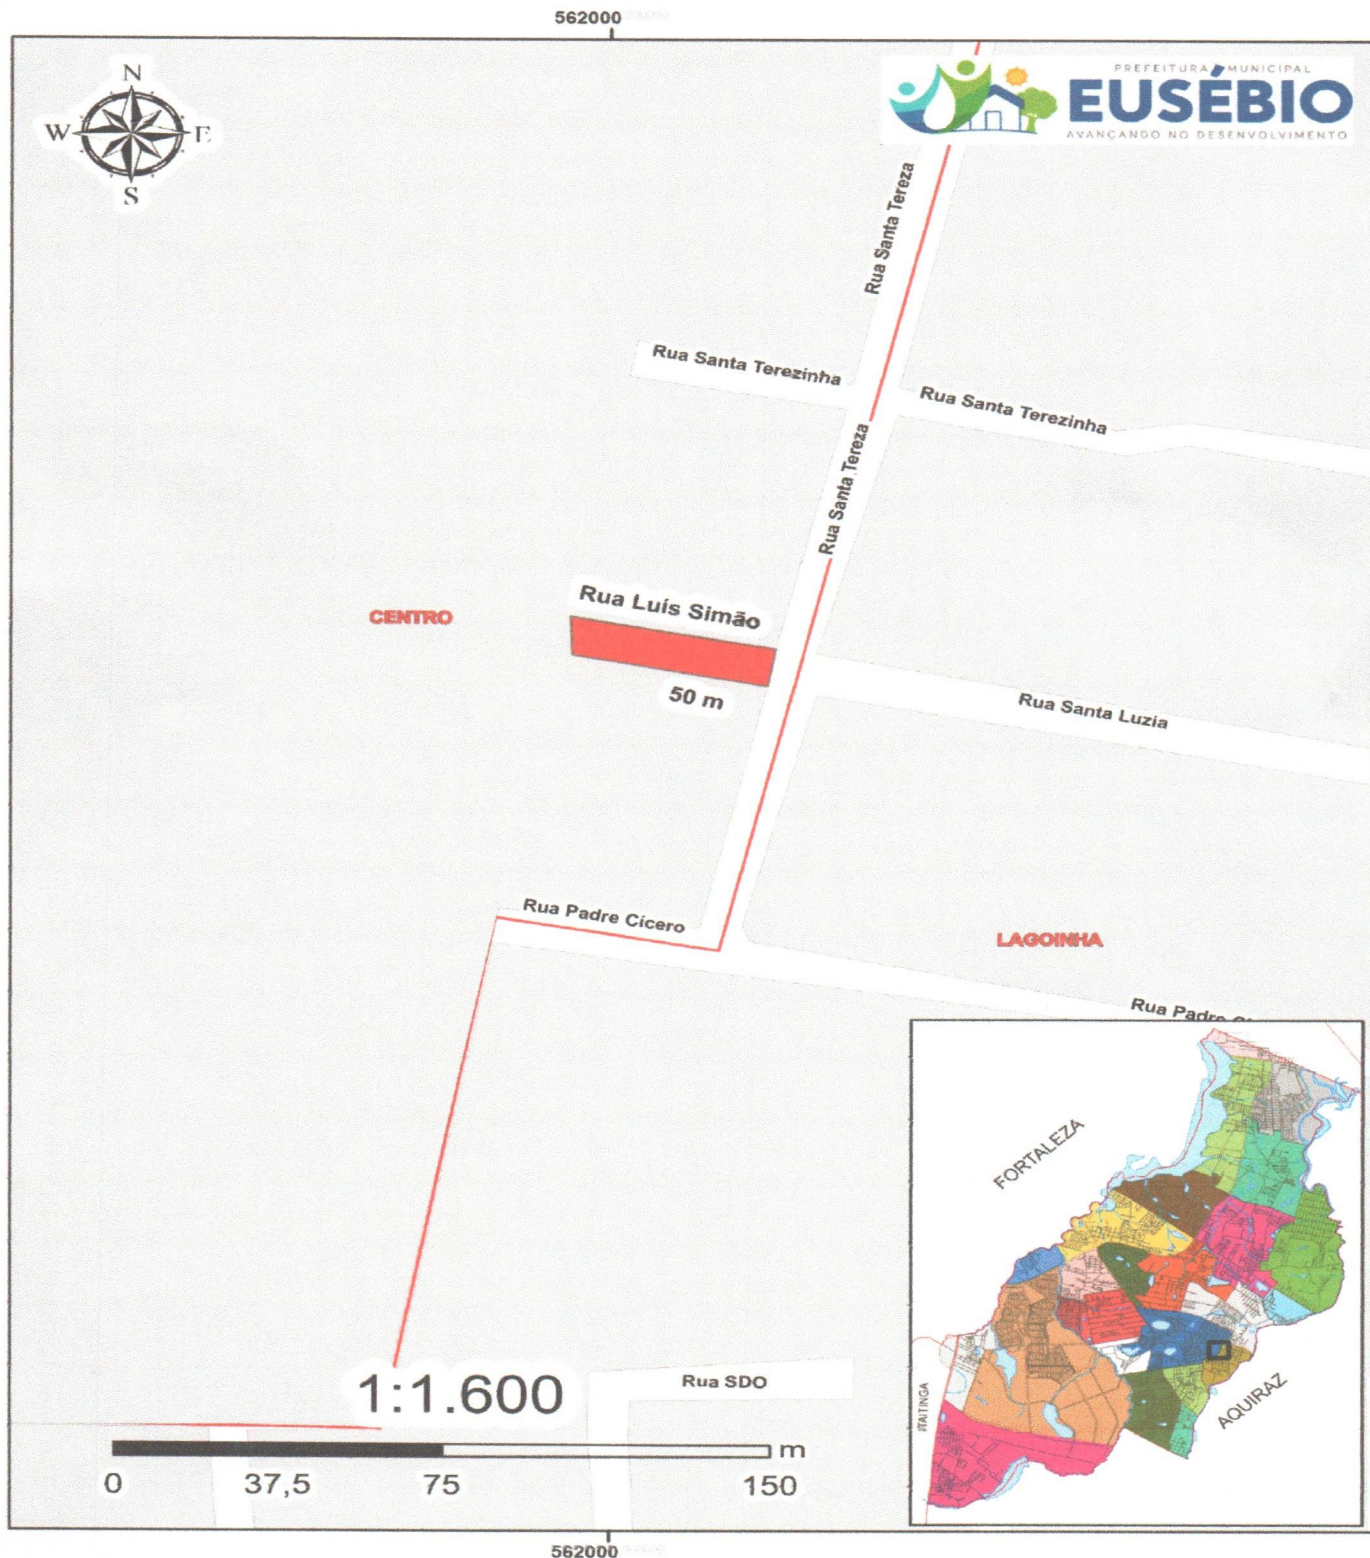 562000
N
W
E
S
PREFEITURA MUNICIPAL
EUSÉBIO
AVANÇANDO NO DESENVOLVIMENTO
Rua Santa Tereza
Rua Santa Terezinha
Rua Santa Terezinha
Rua Santa Tereza
Rua Luís Simão
CENTRO
50 m
Rua Santa Luzia
Rua Padre Cícero
LAGOINHA
Rua Padre
FORTALEZA
ITAITINGA
AQUIRAZ
1:1.600
Rua SDO
m
0
37,5
75
150
562000